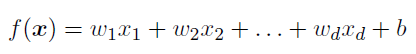 f(x) = w₁x₁ + w₂x₂ + . . . + w_dx_d + b